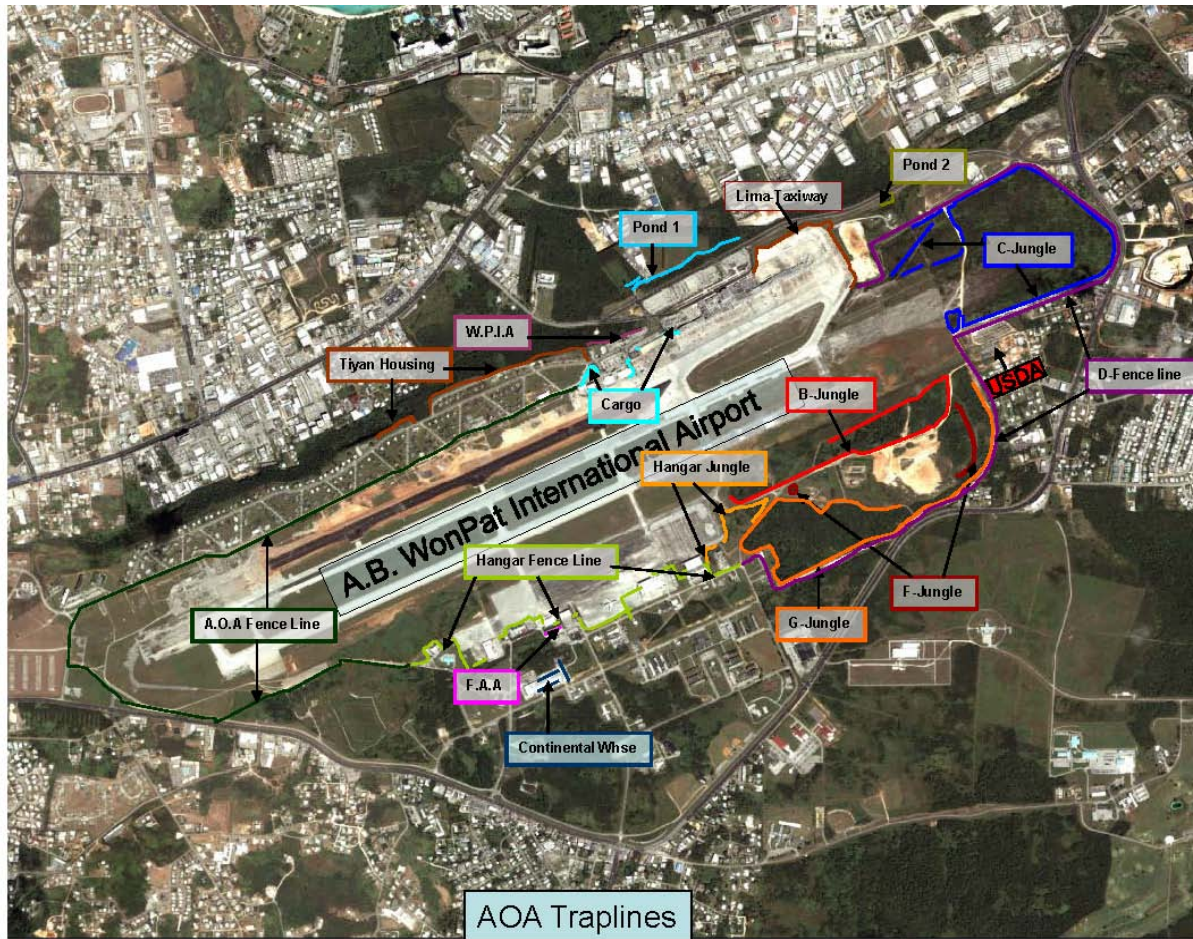 Pond 2
Lima-Taxiway
Pond 1
C-Jungle
W.P.I.A
Tiyan Housing
USDA
D-Fence line
Cargo
B-Jungle
A.B. WonPat International Airport
Hangar Jungle
Hangar Fence Line
F-Jungle
A.O.A Fence Line
G-Jungle
F.A.A
Continental Whse
AOA Traplines